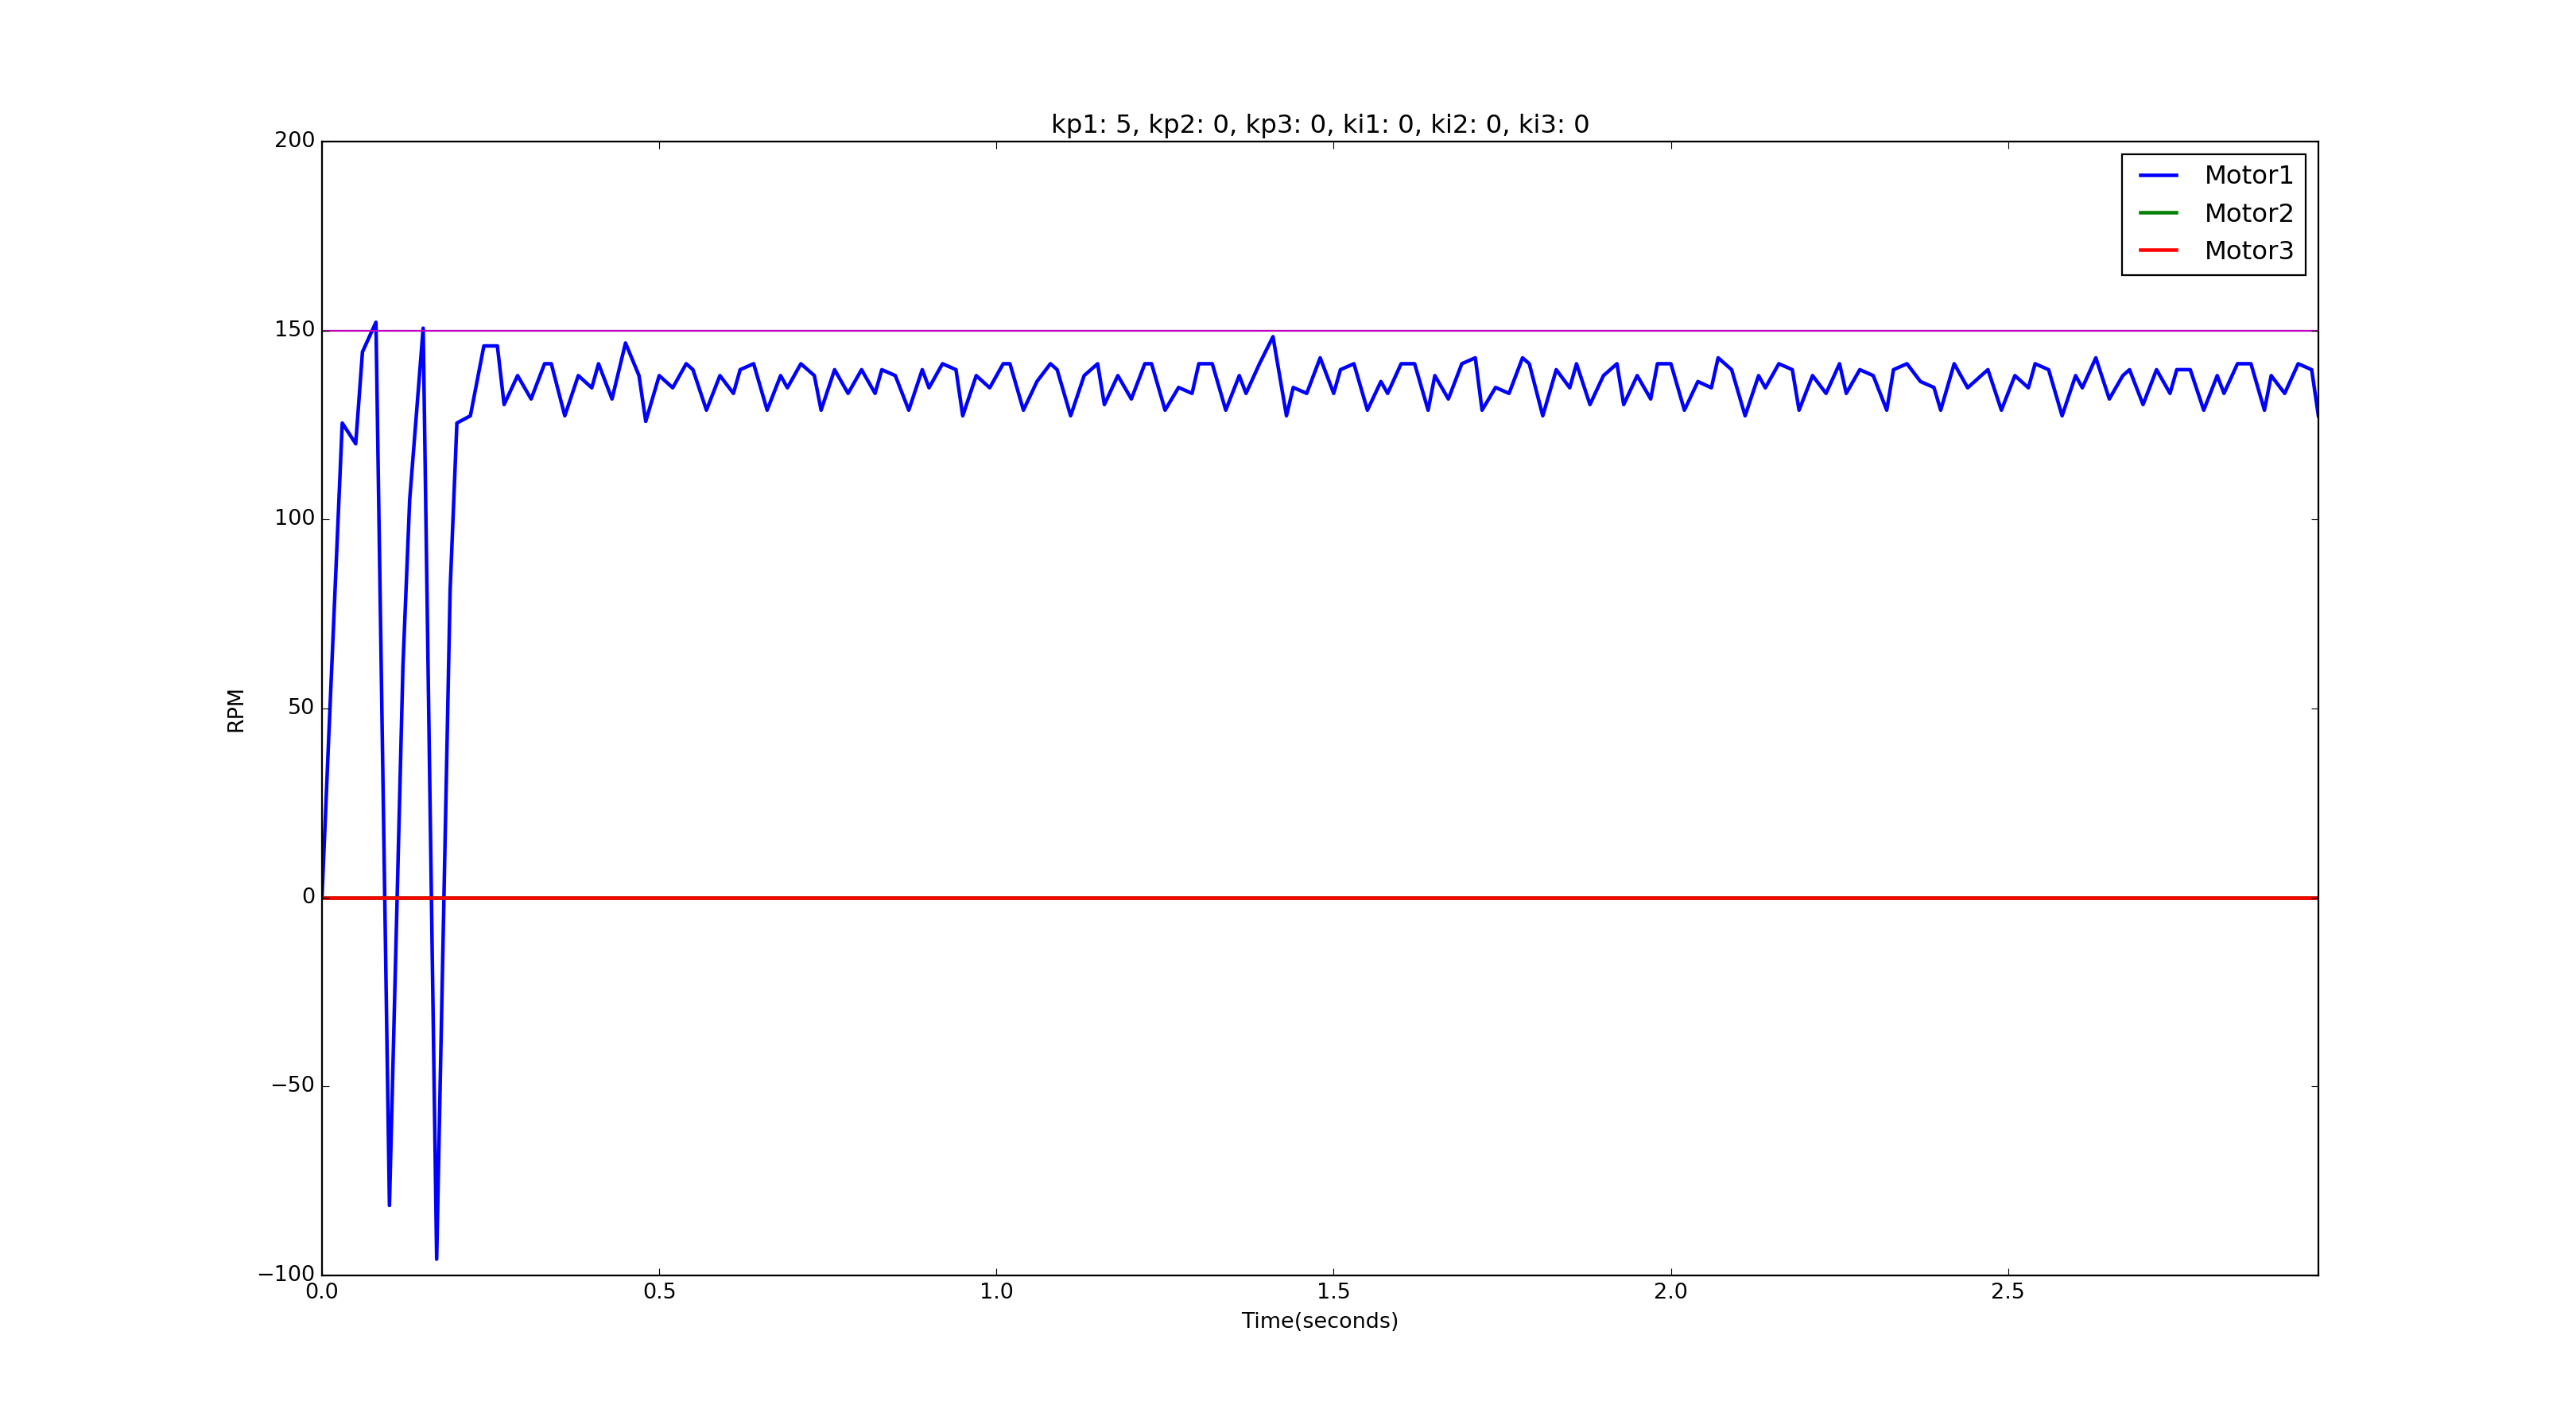 kp1: 5, kp2: 0, kp3: 0, ki1: 0, ki2: 0, ki3: 0
200
150
100
50
0
−50
−100
RPM
Motor1
Motor2
Motor3
0.0 0.5 1.0 1.5 2.0 2.5
Time(seconds)